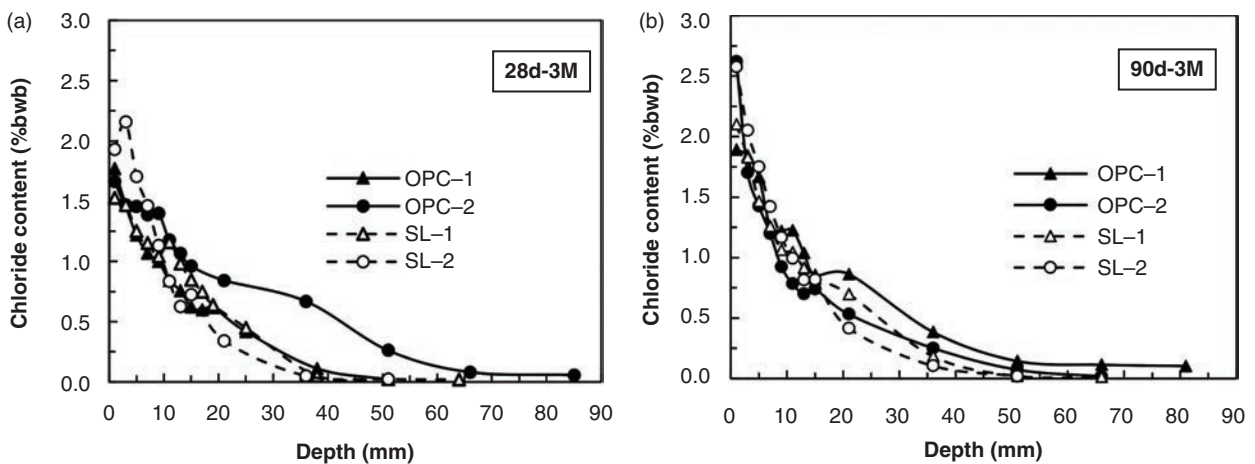 (a)
3.0
2.5
2.0
1.5
1.0
0.5
0.0
Chloride content (%bwb)
28d-3M
OPC–1
OPC–2
SL–1
SL–2
0 10 20 30 40 50 60 70 80 90
Depth (mm)
(b)
3.0
2.5
2.0
1.5
1.0
0.5
0.0
Chloride content (%bwb)
90d-3M
OPC–1
OPC–2
SL–1
SL–2
0 10 20 30 40 50 60 70 80 90
Depth (mm)